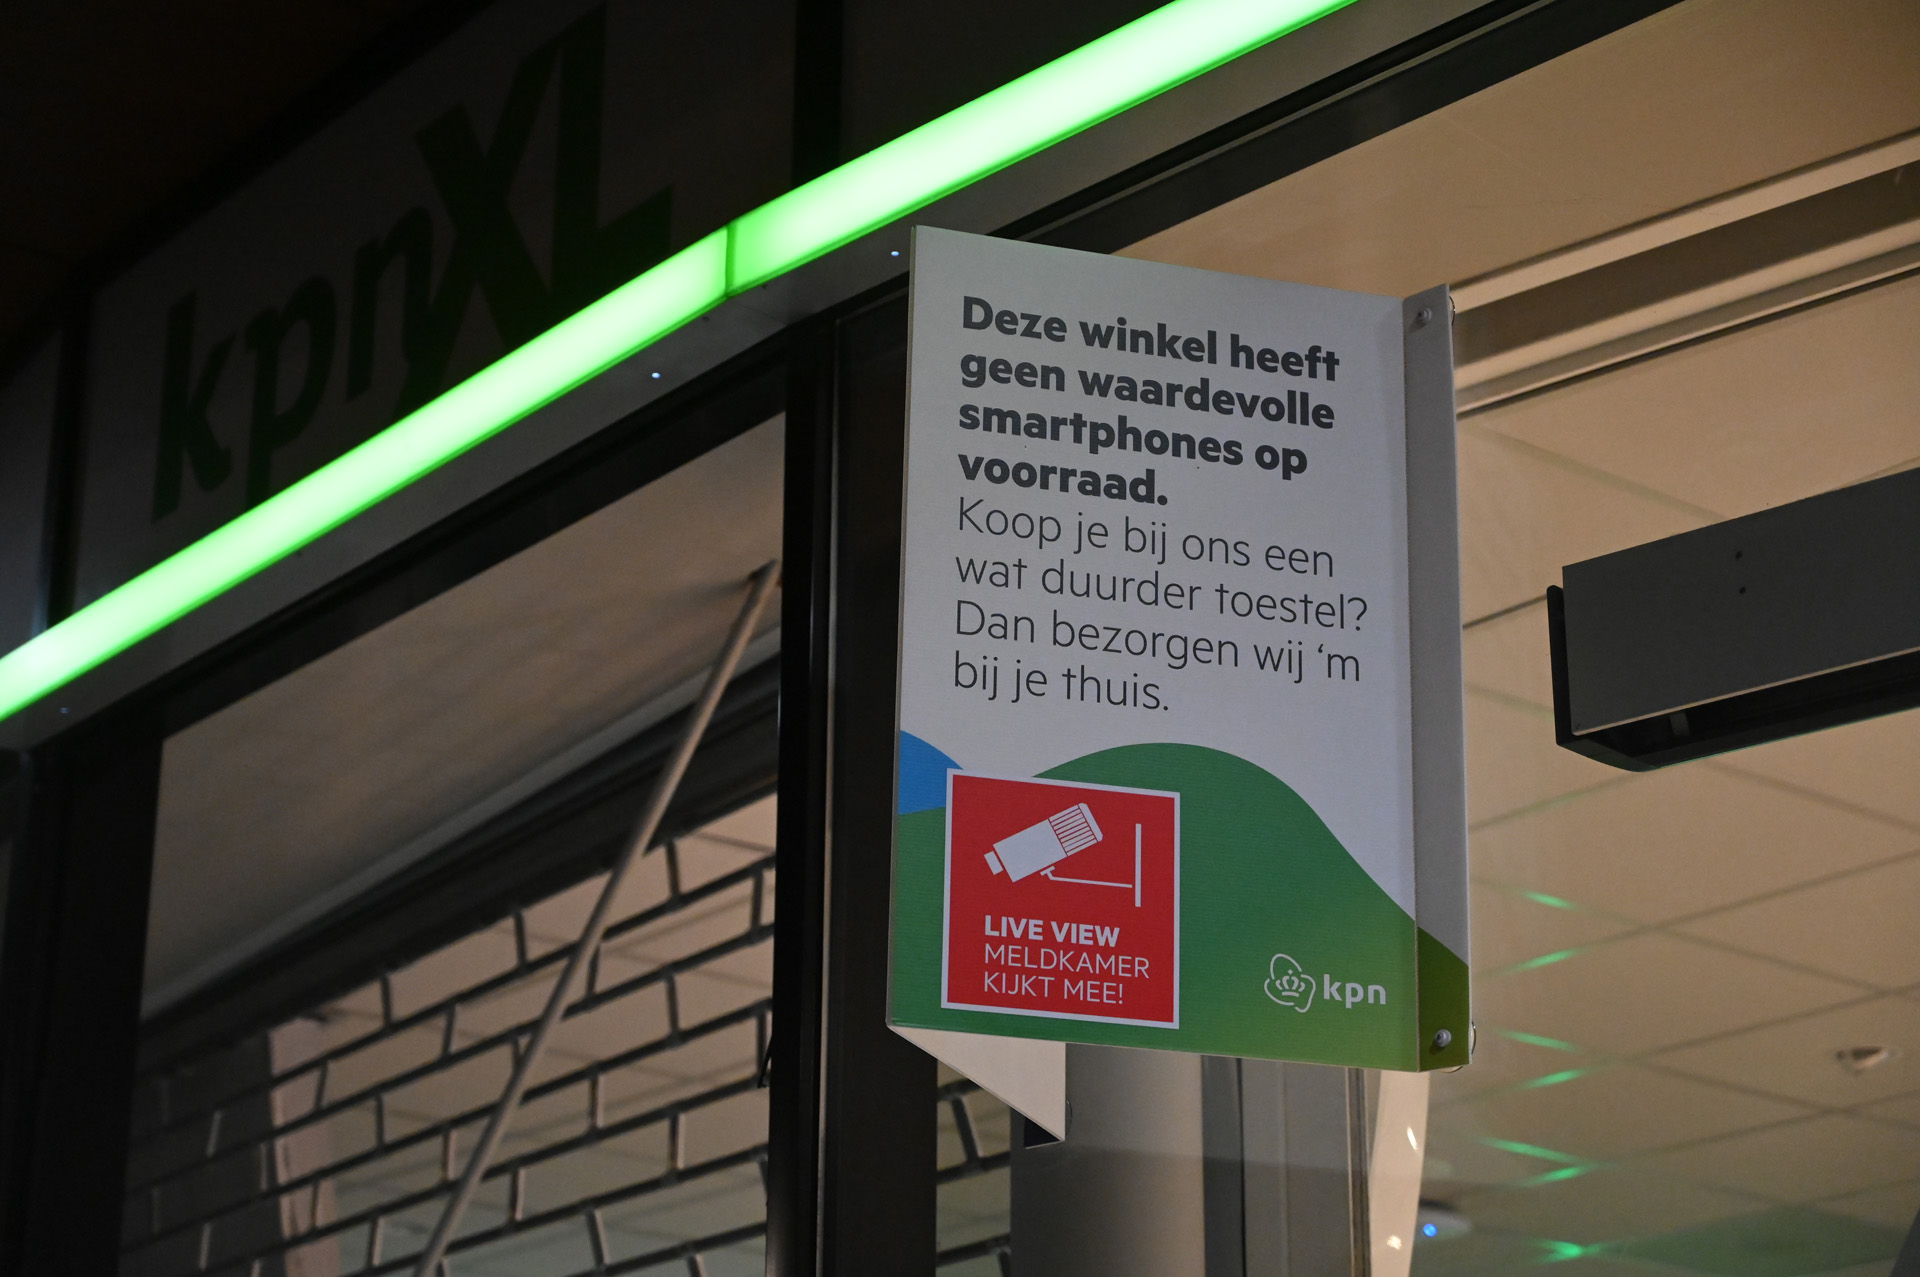 kpnXL
Deze winkel heeft
geen waardevolle
smartphones op
voorraad.
Koop je bij ons een
wat duurder toestel?
Dan bezorgen wij ‘m
bij je thuis.
LIVE VIEW
MELDKAMER
KIJKT MEE!
kpn